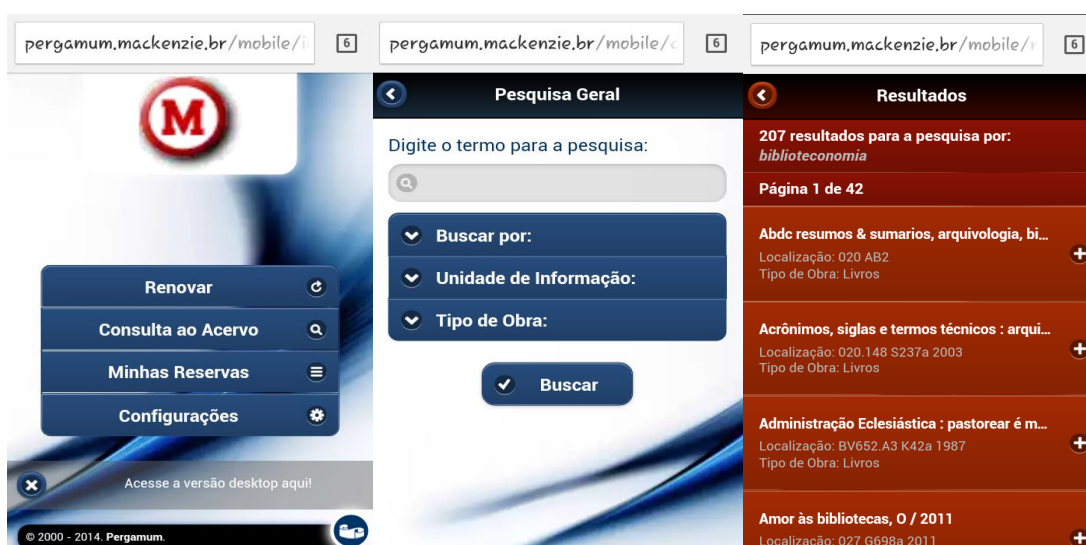 pergamum.mackenzie.br/mobile/i
6
M
Renovar
Consulta ao Acervo
Minhas Reservas
Configurações
Acesse a versão desktop aqui!
© 2000 - 2014. Pergamum.
pergamum.mackenzie.br/mobile/c
6
Pesquisa Geral
Digite o termo para a pesquisa:
Buscar por:
Unidade de Informação:
Tipo de Obra:
Buscar
pergamum.mackenzie.br/mobile/r
6
Resultados
207 resultados para a pesquisa por:
biblioteconomia
Página 1 de 42
Abdc resumos & sumarios, arquivologia, bi...
Localização: 020 AB2
Tipo de Obra: Livros
Acrônimos, siglas e termos técnicos : arqui...
Localização: 020.148 S237a 2003
Tipo de Obra: Livros
Administração Eclesiástica : pastorear é m...
Localização: BV652.A3 K42a 1987
Tipo de Obra: Livros
Amor às bibliotecas, O / 2011
Localização: 027 G698a 2011